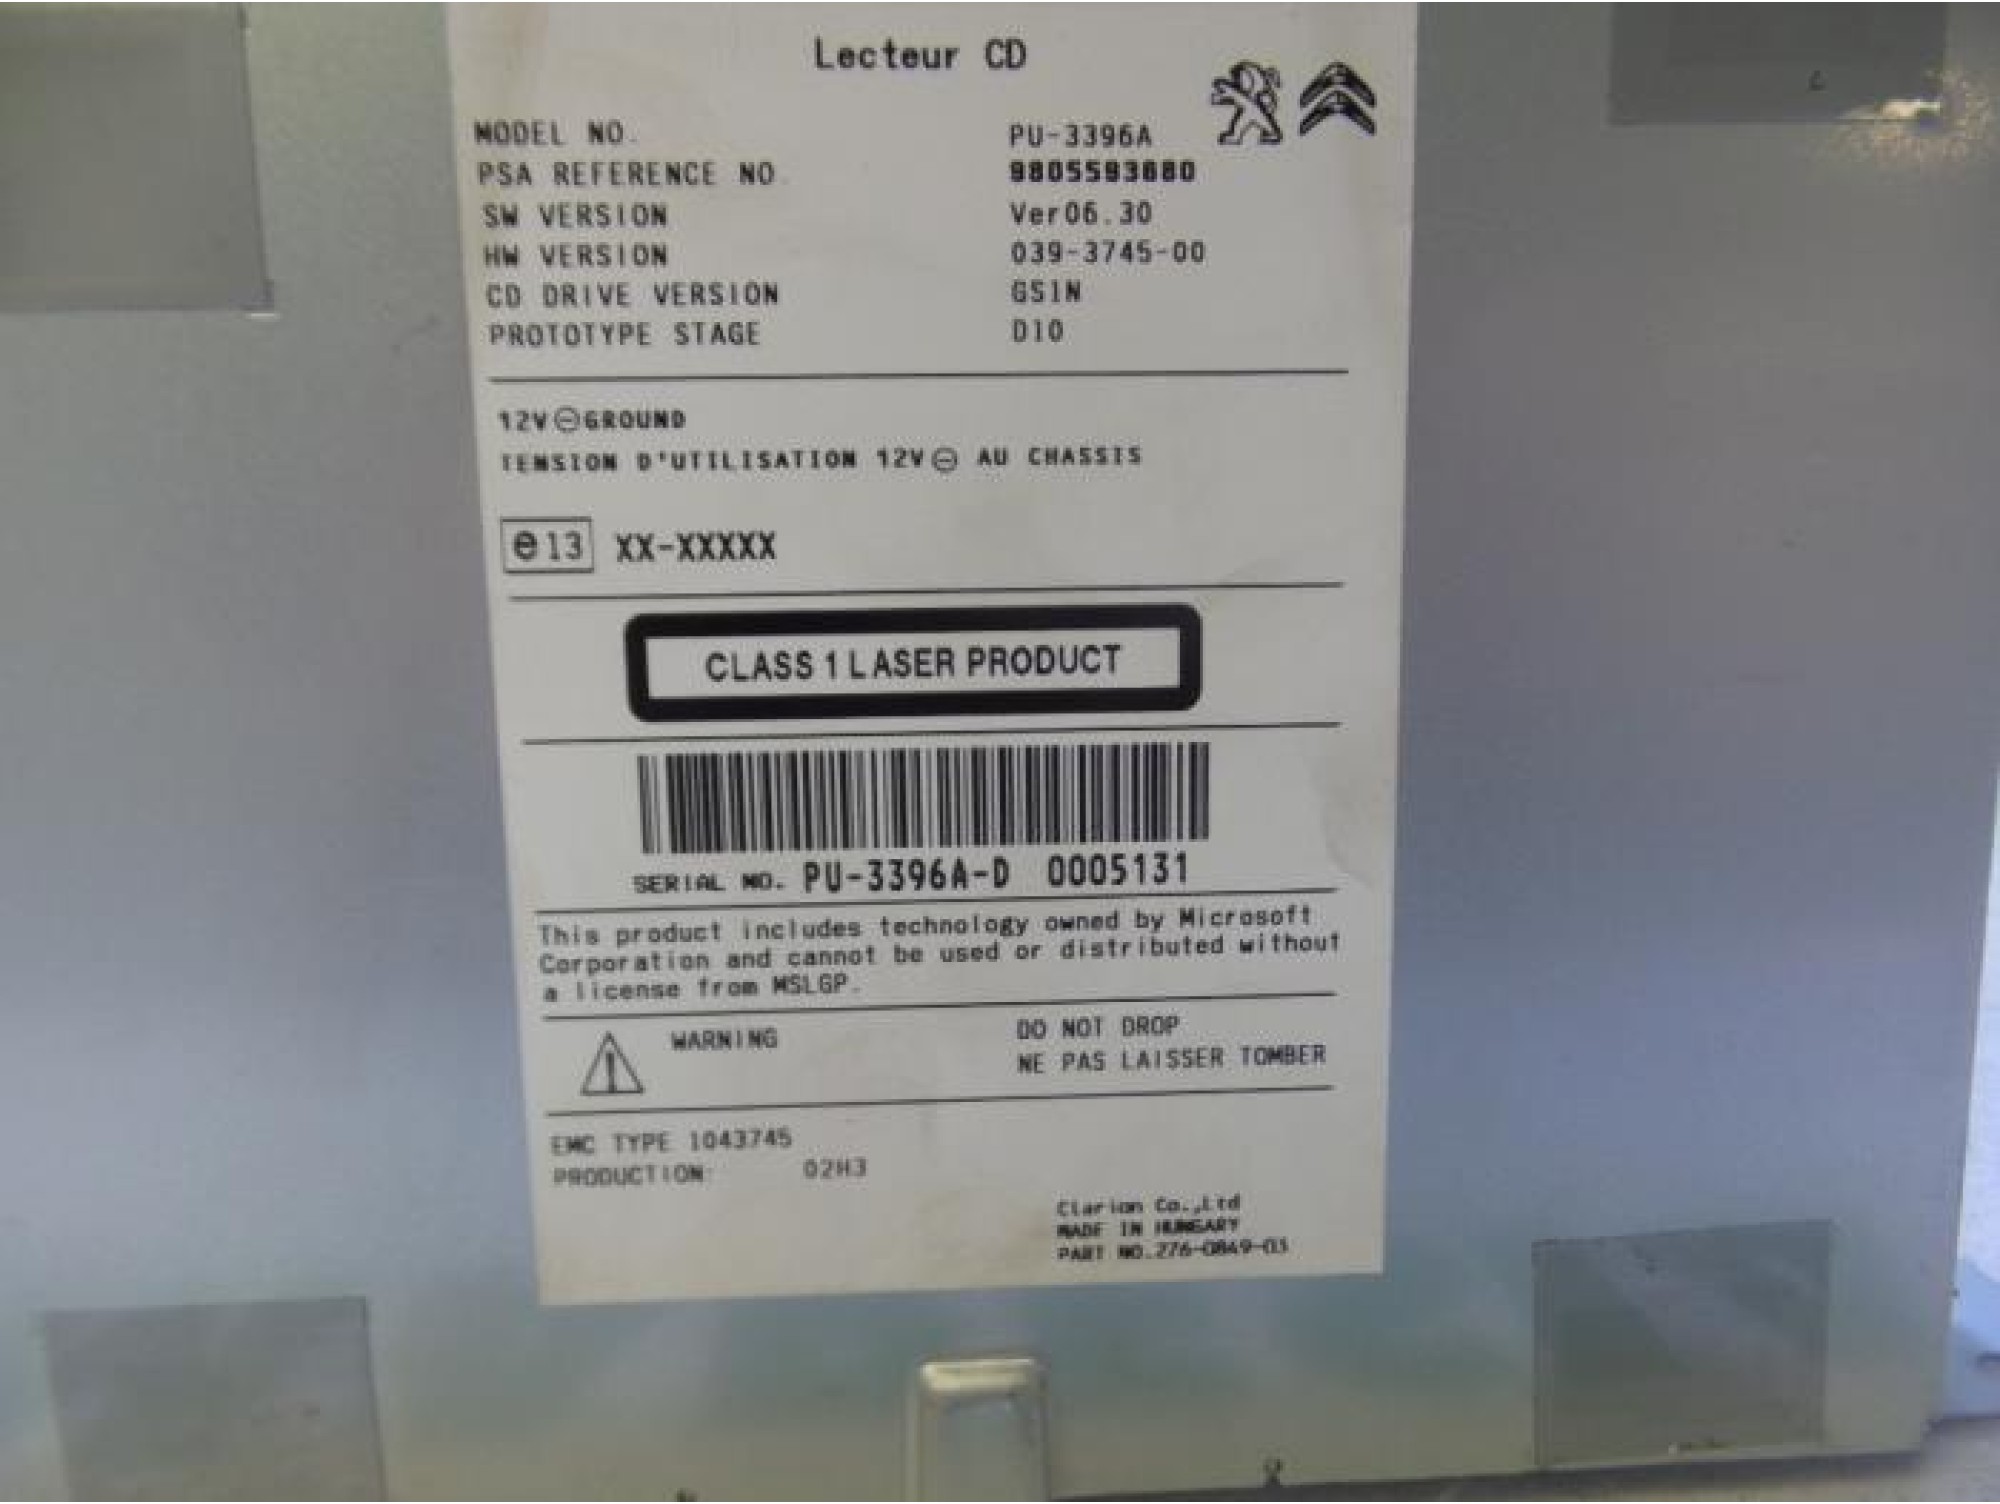 Lecteur CD
MODEL NO. PU-3396A
PSA REFERENCE NO. 9805593880
SW VERSION Ver06.30
HW VERSION 039-3745-00
CD DRIVE VERSION GS1N
PROTOTYPE STAGE D10
12V⊖GROUND
TENSION D'UTILISATION 12V⊖ AU CHASSIS
e13 XX-XXXXX
CLASS 1 LASER PRODUCT
SERIAL NO. PU-3396A-D 0005131
This product includes technology owned by Microsoft
Corporation and cannot be used or distributed without
a license from MSLGP.
WARNING DO NOT DROP
NE PAS LAISSER TOMBER
EMC TYPE 1043745
PRODUCTION: 02H3
Clarion Co.,Ltd
MADE IN HUNGARY
PART NO.276-0849-03